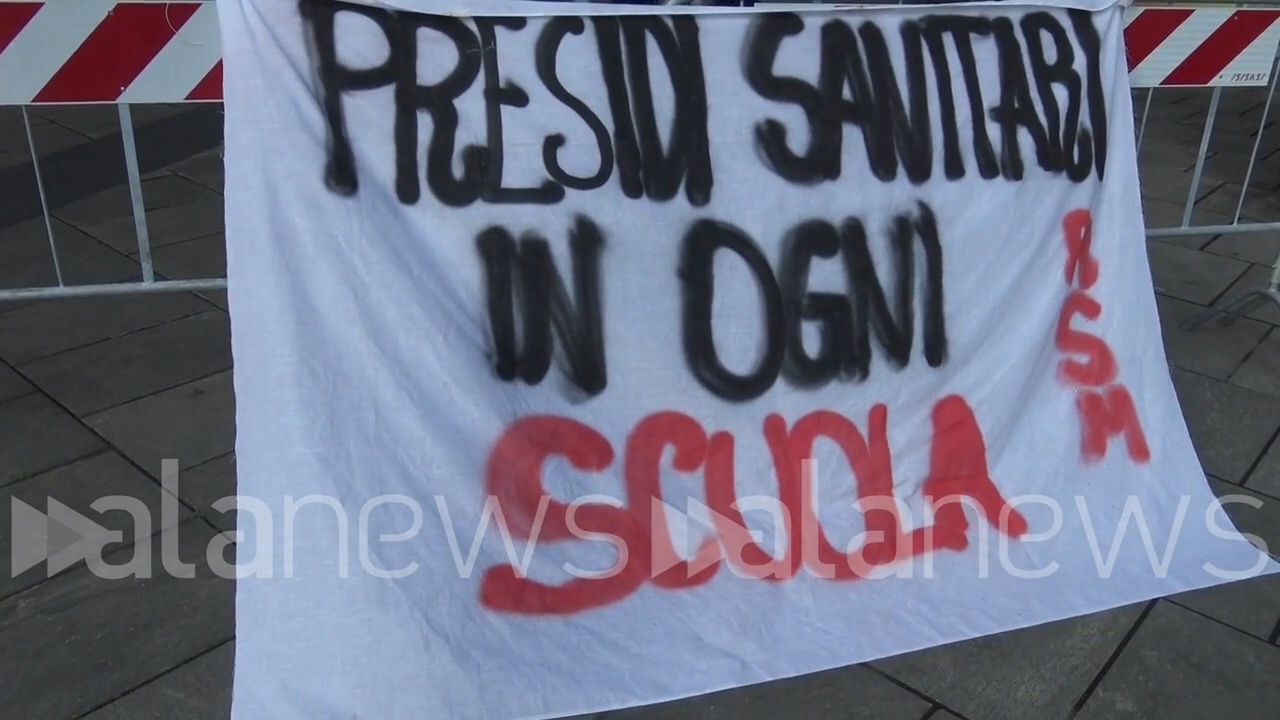 PRESIDI SANITARI
IN OGNI
SCUOLA
RSM
alanews alanews